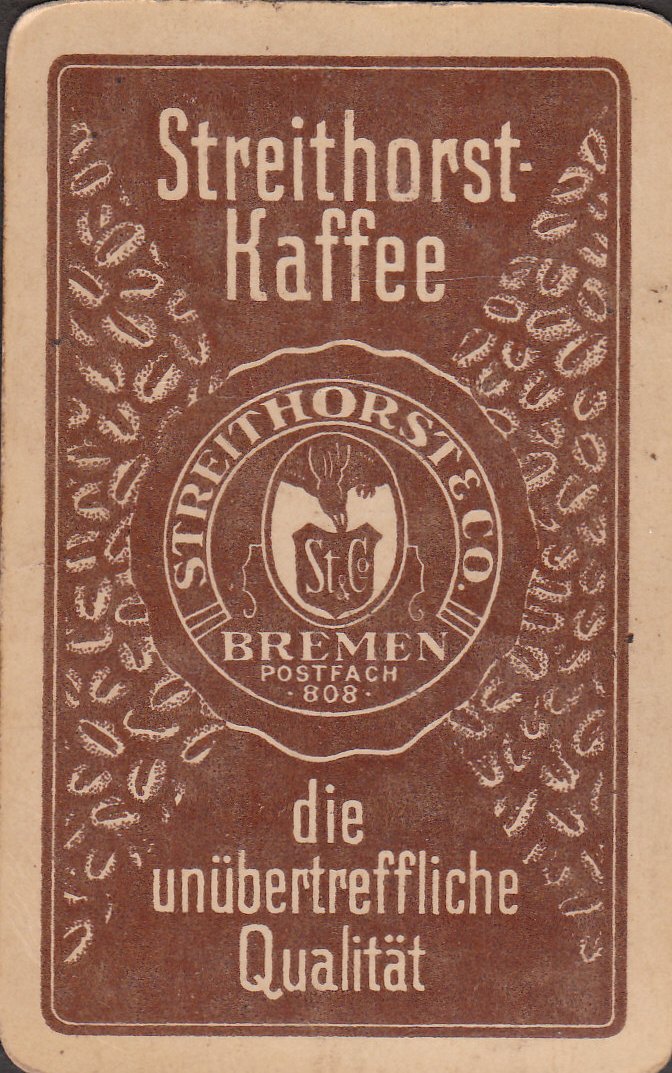 Streithorst-
Kaffee
STREITHORST & CO.
St & Co
BREMEN
POSTFACH
· 808 ·
die
unübertreffliche
Qualität